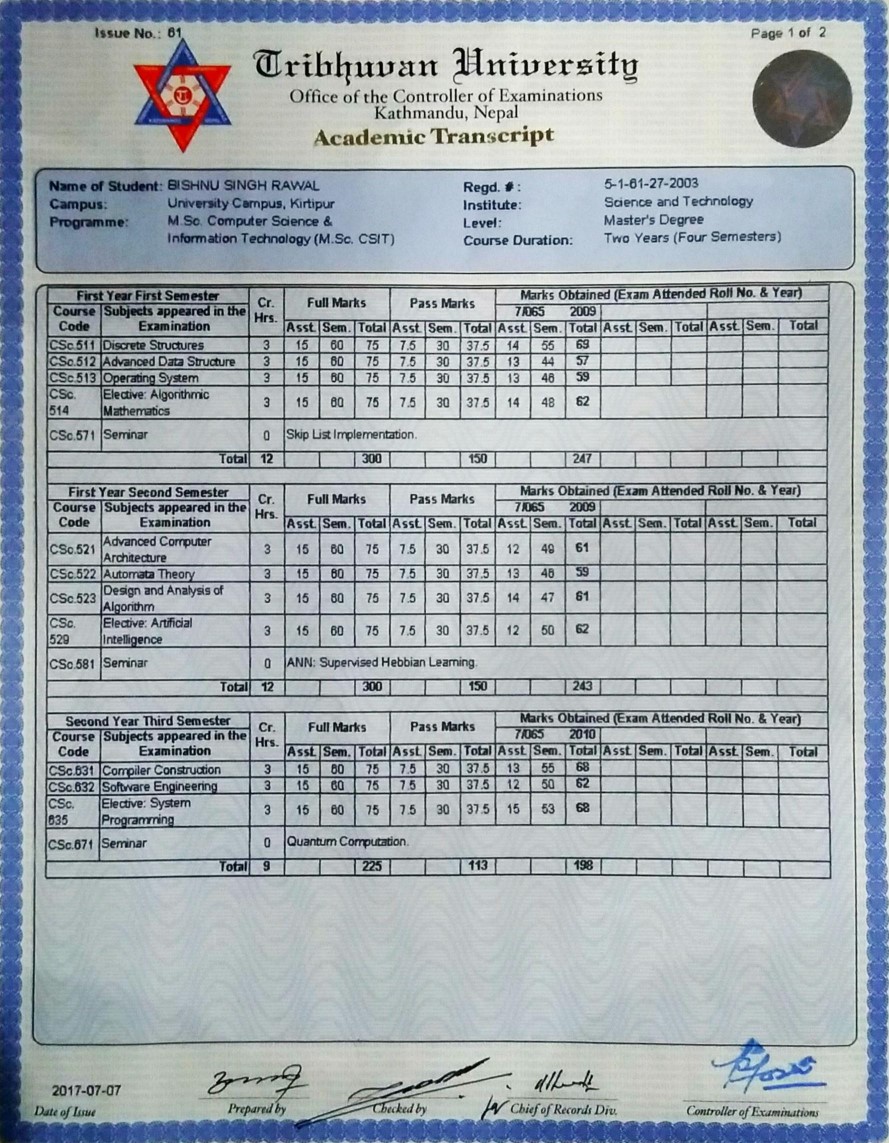 Issue No.: 61
Page 1 of 2
Tribhuvan University
Office of the Controller of Examinations
Kathmandu, Nepal
Academic Transcript
Name of Student: BISHNU SINGH RAWAL Regd. # : 5-1-61-27-2003
Campus: University Campus, Kirtipur Institute: Science and Technology
Programme: M.Sc. Computer Science & Level: Master's Degree
Information Technology (M.Sc. CSIT) Course Duration: Two Years (Four Semesters)
First Year First Semester Cr. Hrs. Full Marks Pass Marks Marks Obtained (Exam Attended Roll No. & Year)
7/065 2009
Course Code Subjects appeared in the Examination Asst. Sem. Total Asst. Sem. Total Asst. Sem. Total Asst. Sem. Total Asst. Sem. Total
CSc.511 Discrete Structures 3 15 60 75 7.5 30 37.5 14 55 69
CSc.512 Advanced Data Structure 3 15 60 75 7.5 30 37.5 13 44 57
CSc.513 Operating System 3 15 60 75 7.5 30 37.5 13 46 59
CSc. 514 Elective: Algorithmic Mathematics 3 15 60 75 7.5 30 37.5 14 48 62
CSc.571 Seminar 0 Skip List Implementation.
Total 12 300 150 247
First Year Second Semester Cr. Hrs. Full Marks Pass Marks Marks Obtained (Exam Attended Roll No. & Year)
7/065 2009
Course Code Subjects appeared in the Examination Asst. Sem. Total Asst. Sem. Total Asst. Sem. Total Asst. Sem. Total Asst. Sem. Total
CSc.521 Advanced Computer Architecture 3 15 60 75 7.5 30 37.5 12 49 61
CSc.522 Automata Theory 3 15 60 75 7.5 30 37.5 13 46 59
CSc.523 Design and Analysis of Algorithm 3 15 60 75 7.5 30 37.5 14 47 61
CSc. 529 Elective: Artificial Intelligence 3 15 60 75 7.5 30 37.5 12 50 62
CSc.581 Seminar 0 ANN: Supervised Hebbian Learning.
Total 12 300 150 243
Second Year Third Semester Cr. Hrs. Full Marks Pass Marks Marks Obtained (Exam Attended Roll No. & Year)
7/065 2010
Course Code Subjects appeared in the Examination Asst. Sem. Total Asst. Sem. Total Asst. Sem. Total Asst. Sem. Total Asst. Sem. Total
CSc.631 Compiler Construction 3 15 60 75 7.5 30 37.5 13 55 68
CSc.632 Software Engineering 3 15 60 75 7.5 30 37.5 12 50 62
CSc. 635 Elective: System Programming 3 15 60 75 7.5 30 37.5 15 53 68
CSc.671 Seminar 0 Quantum Computation.
Total 9 225 113 198
2017-07-07
Date of Issue Prepared by Checked by for Chief of Records Div. Controller of Examinations